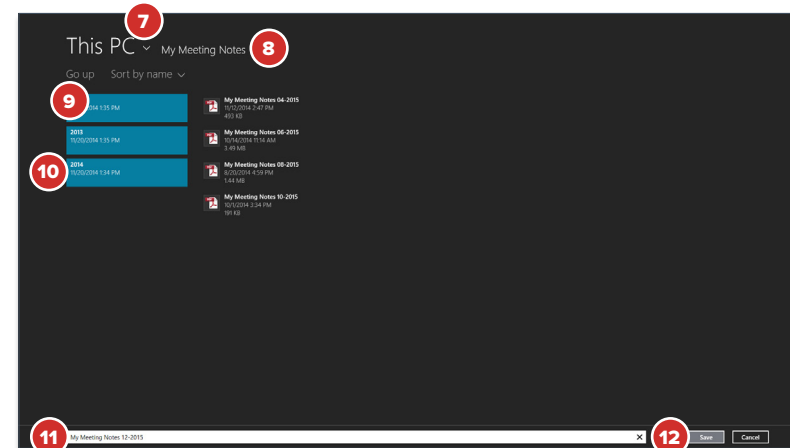 7
This PC My Meeting Notes 8
Go up Sort by name
9
2014 1:35 PM
2013
11/20/2014 1:35 PM
10
2014
11/20/2014 1:34 PM
My Meeting Notes 04-2015
11/12/2014 2:47 PM
493 KB
My Meeting Notes 06-2015
10/14/2014 11:14 AM
3.49 MB
My Meeting Notes 08-2015
8/20/2014 4:59 PM
1.44 MB
My Meeting Notes 10-2015
10/1/2014 3:34 PM
191 KB
11 My Meeting Notes 12-2015 12 Save Cancel